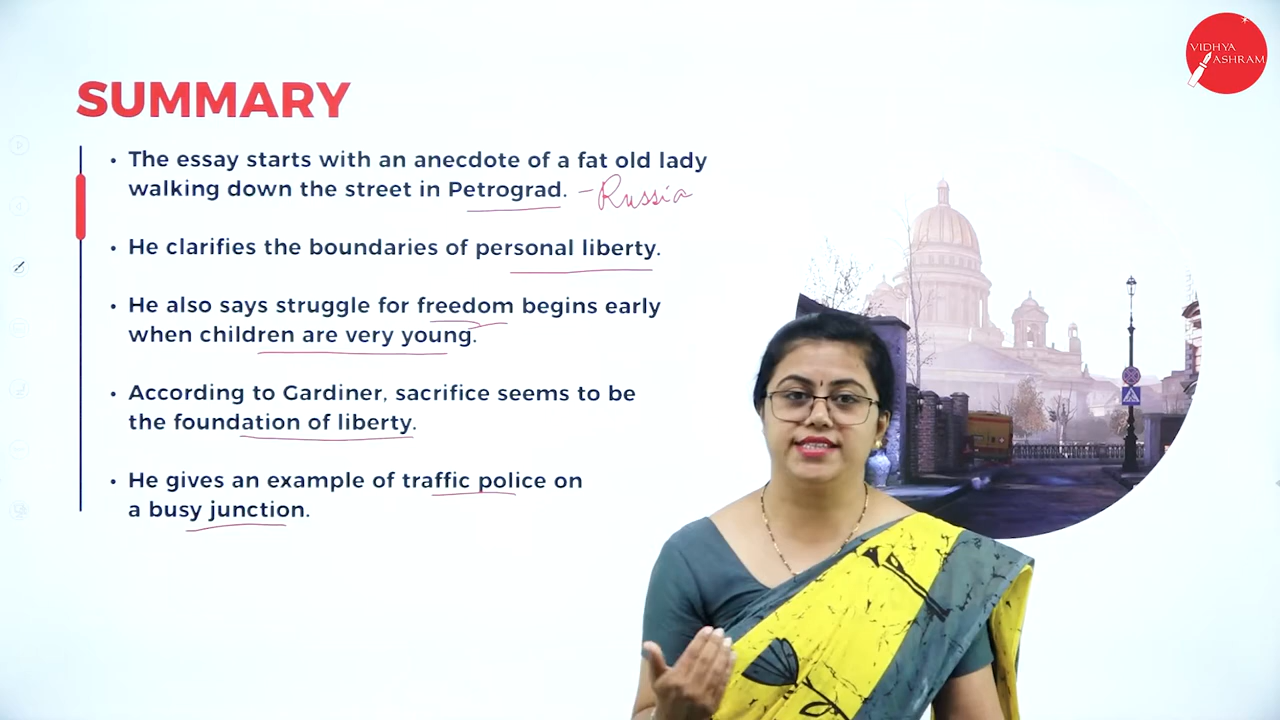 VIDHYA
ASHRAM
SUMMARY
• The essay starts with an anecdote of a fat old lady
walking down the street in Petrograd. – Russia
• He clarifies the boundaries of personal liberty.
• He also says struggle for freedom begins early
when children are very young.
• According to Gardiner, sacrifice seems to be
the foundation of liberty.
• He gives an example of traffic police on
a busy junction.